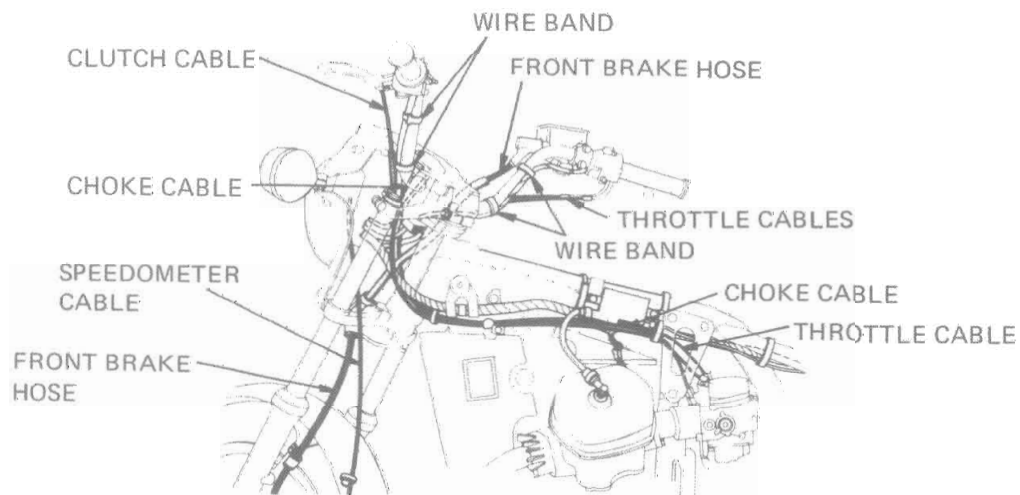 WIRE BAND
CLUTCH CABLE
FRONT BRAKE HOSE
CHOKE CABLE
THROTTLE CABLES
WIRE BAND
SPEEDOMETER
CABLE
CHOKE CABLE
THROTTLE CABLE
FRONT BRAKE
HOSE